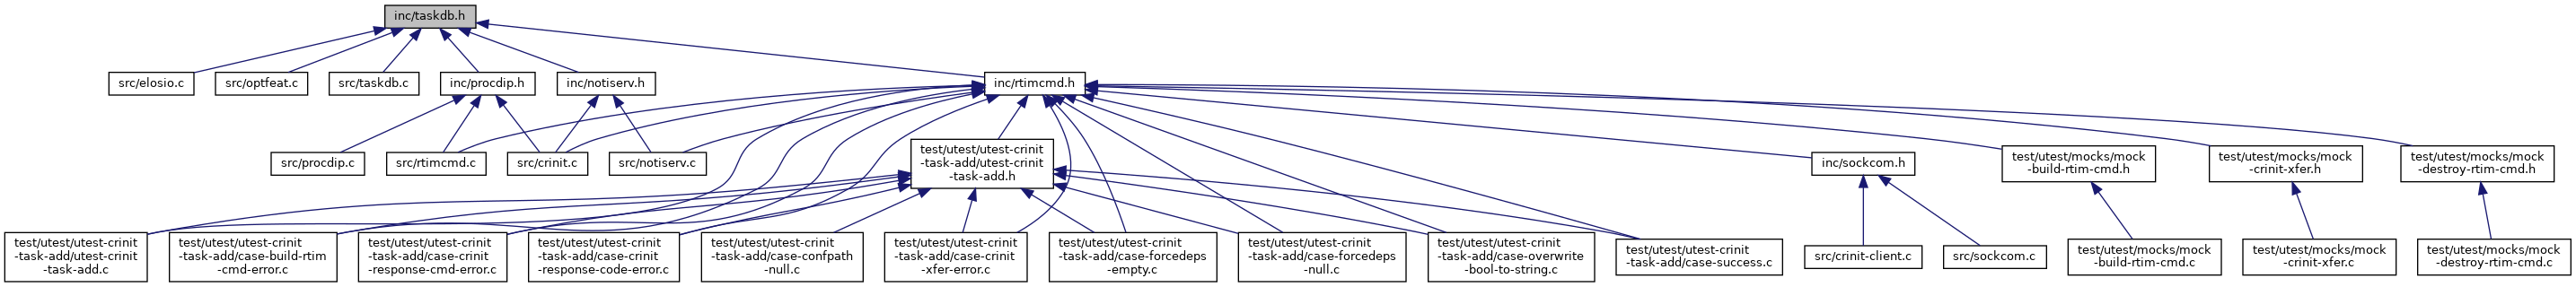 inc/taskdb.h
src/elosio.c
src/optfeat.c
src/taskdb.c
inc/procdip.h
inc/notiserv.h
inc/rtimcmd.h
src/procdip.c
src/rtimcmd.c
src/crinit.c
src/notiserv.c
test/utest/utest-crinit
-task-add/utest-crinit
-task-add.h
inc/sockcom.h
test/utest/mocks/mock
-build-rtim-cmd.h
test/utest/mocks/mock
-crinit-xfer.h
test/utest/mocks/mock
-destroy-rtim-cmd.h
test/utest/utest-crinit
-task-add/utest-crinit
-task-add.c
test/utest/utest-crinit
-task-add/case-build-rtim
-cmd-error.c
test/utest/utest-crinit
-task-add/case-crinit
-response-cmd-error.c
test/utest/utest-crinit
-task-add/case-crinit
-response-code-error.c
test/utest/utest-crinit
-task-add/case-confpath
-null.c
test/utest/utest-crinit
-task-add/case-crinit
-xfer-error.c
test/utest/utest-crinit
-task-add/case-forcedeps
-empty.c
test/utest/utest-crinit
-task-add/case-forcedeps
-null.c
test/utest/utest-crinit
-task-add/case-overwrite
-bool-to-string.c
test/utest/utest-crinit
-task-add/case-success.c
src/crinit-client.c
src/sockcom.c
test/utest/mocks/mock
-build-rtim-cmd.c
test/utest/mocks/mock
-crinit-xfer.c
test/utest/mocks/mock
-destroy-rtim-cmd.c